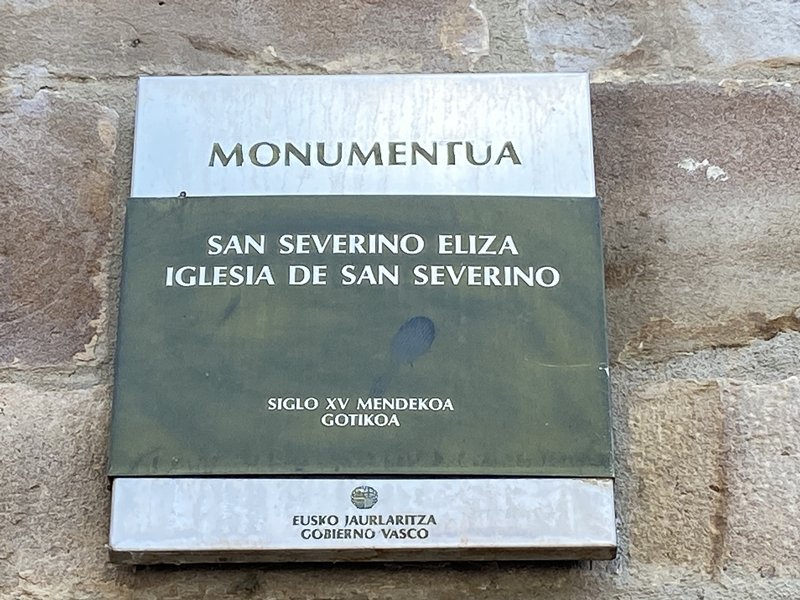 MONUMENTUA
SAN SEVERINO ELIZA
IGLESIA DE SAN SEVERINO
SIGLO XV MENDEKOA
GOTIKOA
EUSKO JAURLARITZA
GOBIERNO VASCO